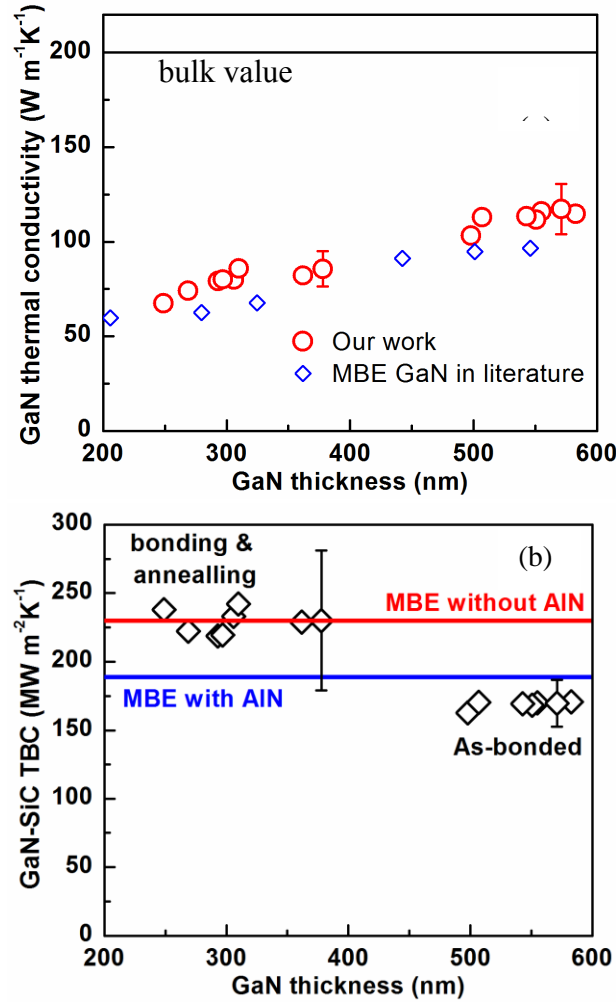 GaN thermal conductivity (W m⁻¹K⁻¹)
200
150
100
50
0
bulk value
Our work
MBE GaN in literature
200 300 400 500 600
GaN thickness (nm)
GaN-SiC TBC (MW m⁻²K⁻¹)
300
250
200
150
100
50
0
bonding &
annealling
(b)
MBE without AlN
MBE with AlN
As-bonded
200 300 400 500 600
GaN thickness (nm)